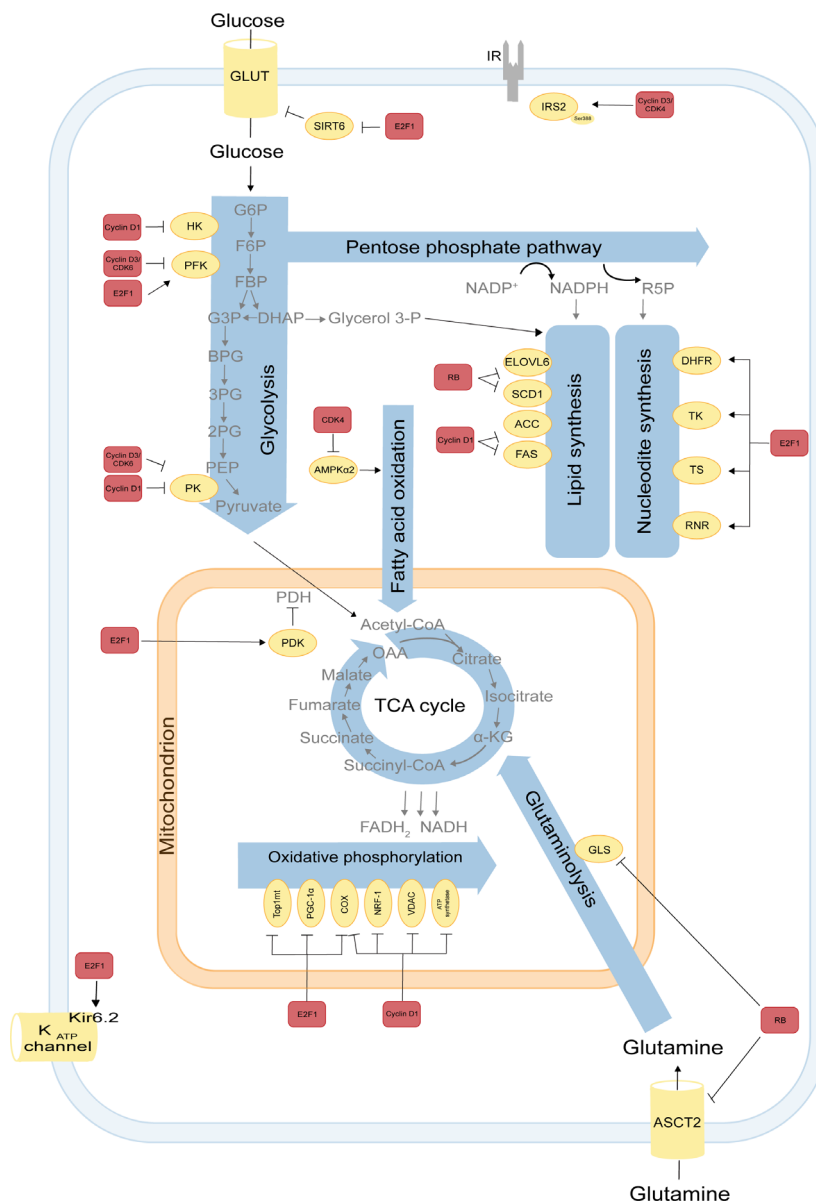 Glucose
GLUT
IR
IRS2
Ser388
Cyclin D3/
CDK4
SIRT6
E2F1
Glucose
G6P
Cyclin D1
HK
F6P
Pentose phosphate pathway
Cyclin D3/
CDK6
PFK
E2F1
FBP
NADP⁺
NADPH
R5P
G3P
DHAP
Glycerol 3-P
BPG
3PG
2PG
PEP
Pyruvate
Glycolysis
ELOVL6
SCD1
ACC
FAS
RB
Cyclin D1
Lipid synthesis
Nucleodite synthesis
DHFR
TK
TS
RNR
E2F1
CDK4
AMPKα2
Fatty acid oxidation
Cyclin D3/
CDK6
Cyclin D1
PK
PDH
E2F1
PDK
Acetyl-CoA
OAA
Citrate
Malate
Isocitrate
Fumarate
TCA cycle
Succinate
α-KG
Succinyl-CoA
Mitochondrion
FADH₂
NADH
Oxidative phosphorylation
Top1mt
PGC-1α
COX
NRF-1
VDAC
ATP
synthetase
E2F1
Cyclin D1
Glutaminolysis
GLS
E2F1
Kir6.2
K ATP
channel
RB
Glutamine
ASCT2
Glutamine